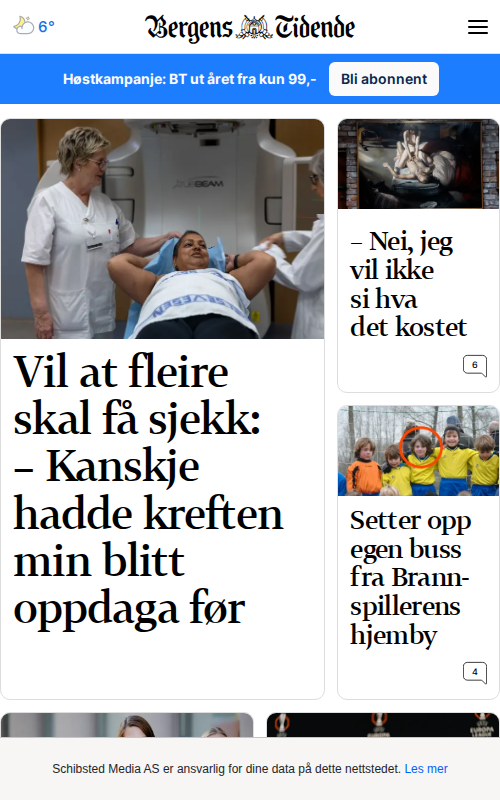 6°
Bergens Tidende
Høstkampanje: BT ut året fra kun 99,-
Bli abonnent
Vil at fleire
skal få sjekk:
– Kanskje
hadde kreften
min blitt
oppdaga før
– Nei, jeg
vil ikke
si hva
det kostet
6
Setter opp
egen buss
fra Brann-
spillerens
hjemby
4
EUROPA
LEAGUE
Schibsted Media AS er ansvarlig for dine data på dette nettstedet. Les mer